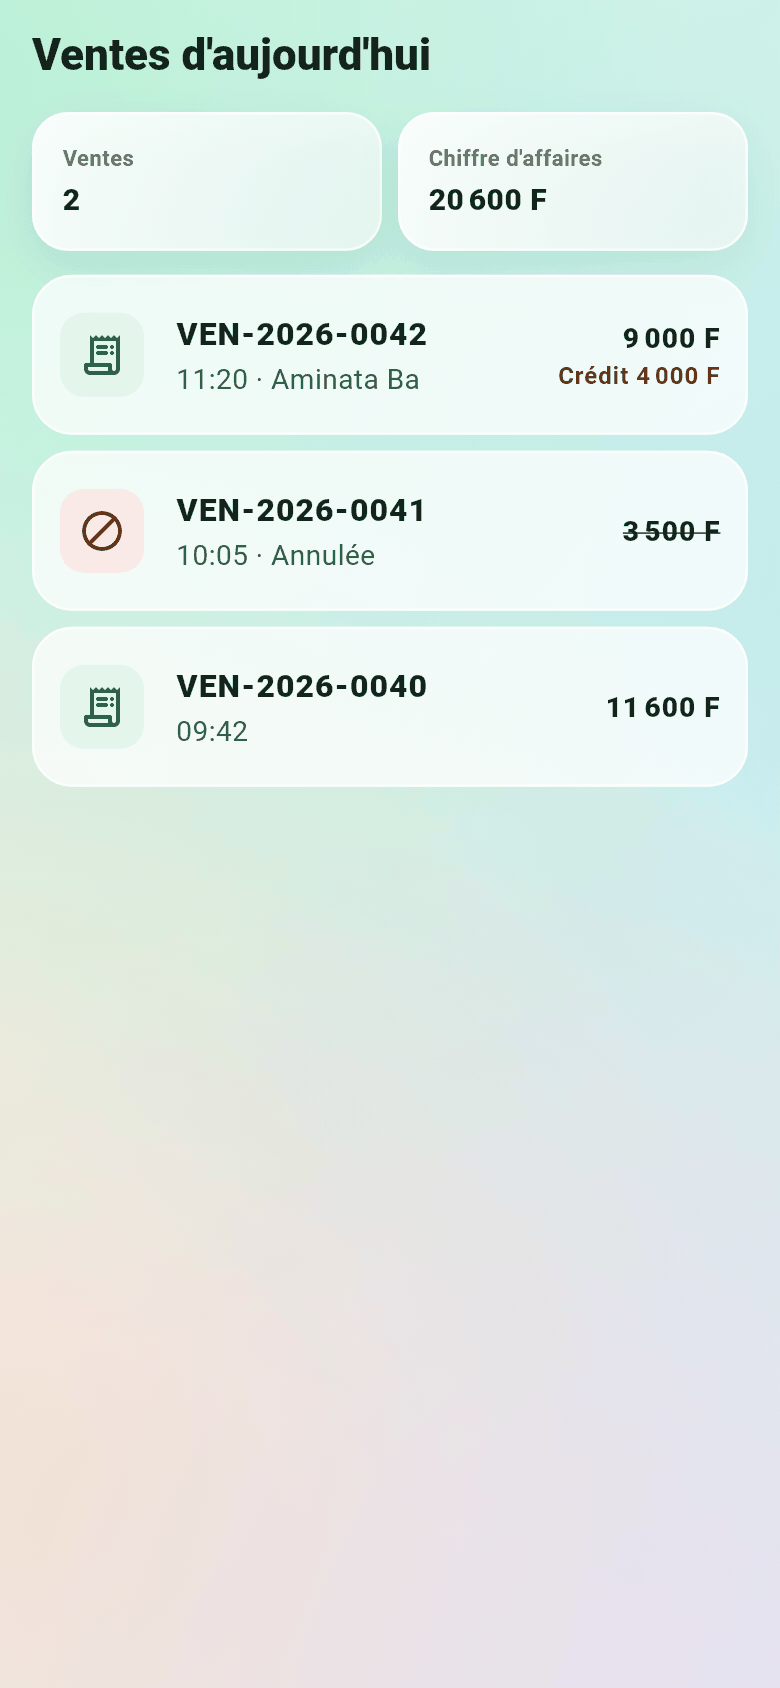 Ventes d'aujourd'hui
Ventes
2
Chiffre d'affaires
20 600 F
VEN-2026-0042
11:20 · Aminata Ba
9 000 F
Crédit 4 000 F
VEN-2026-0041
10:05 · Annulée
3 500 F
VEN-2026-0040
09:42
11 600 F